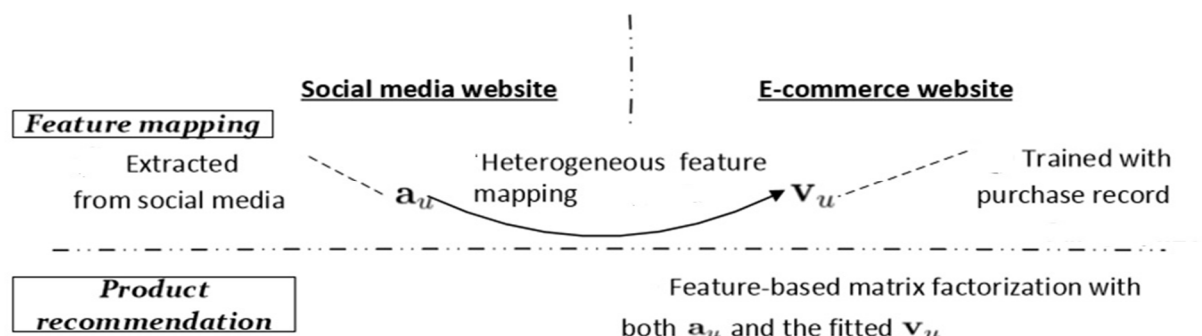 Social media website
E-commerce website
Feature mapping
Extracted
from social media
a_u
Heterogeneous feature
mapping
v_u
Trained with
purchase record
Product
recommendation
Feature-based matrix factorization with
both a_u and the fitted v_u